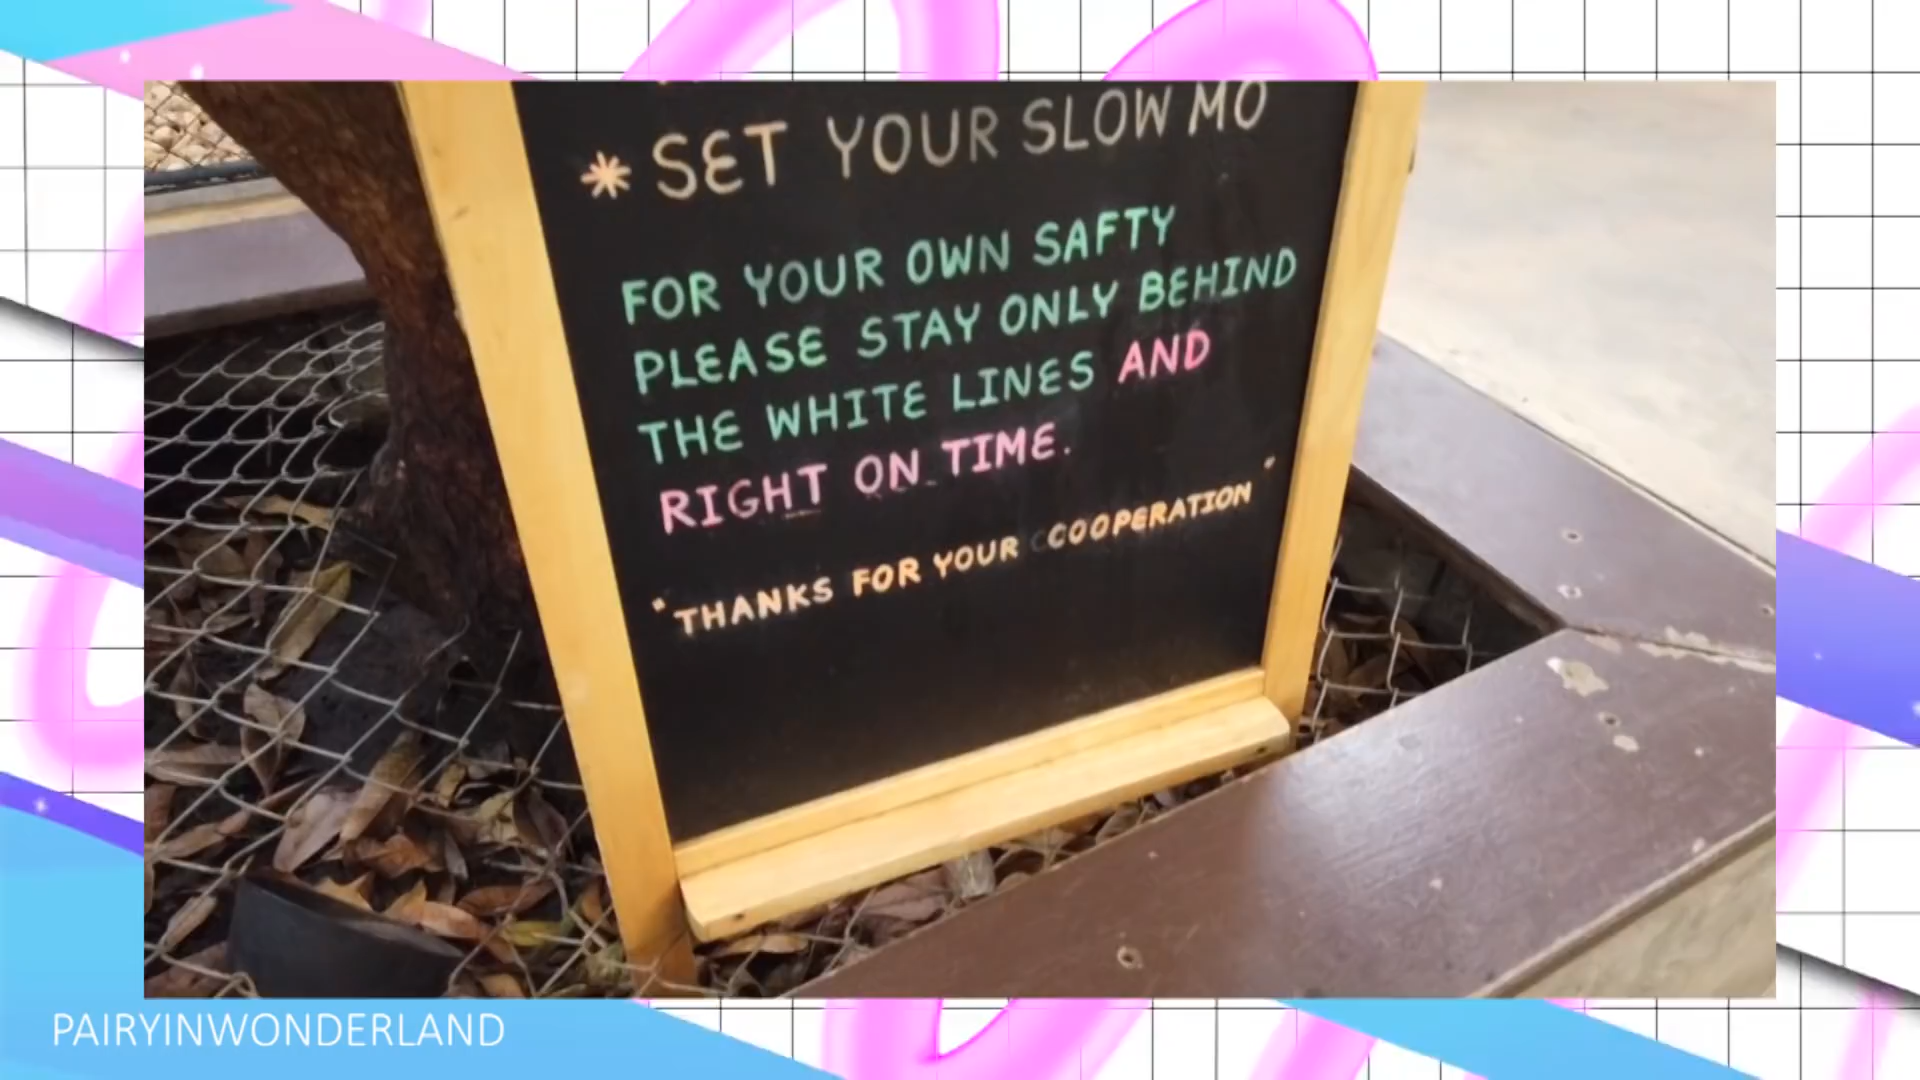 * SET YOUR SLOW MO
FOR YOUR OWN SAFTY
PLEASE STAY ONLY BEHIND
THE WHITE LINES AND
RIGHT ON TIME.
"THANKS FOR YOUR COOPERATION"
PAIRYINWONDERLAND